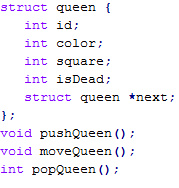 struct queen {
    int id;
    int color;
    int square;
    int isDead;
    struct queen *next;
};
void pushQueen();
void moveQueen();
int popQueen();